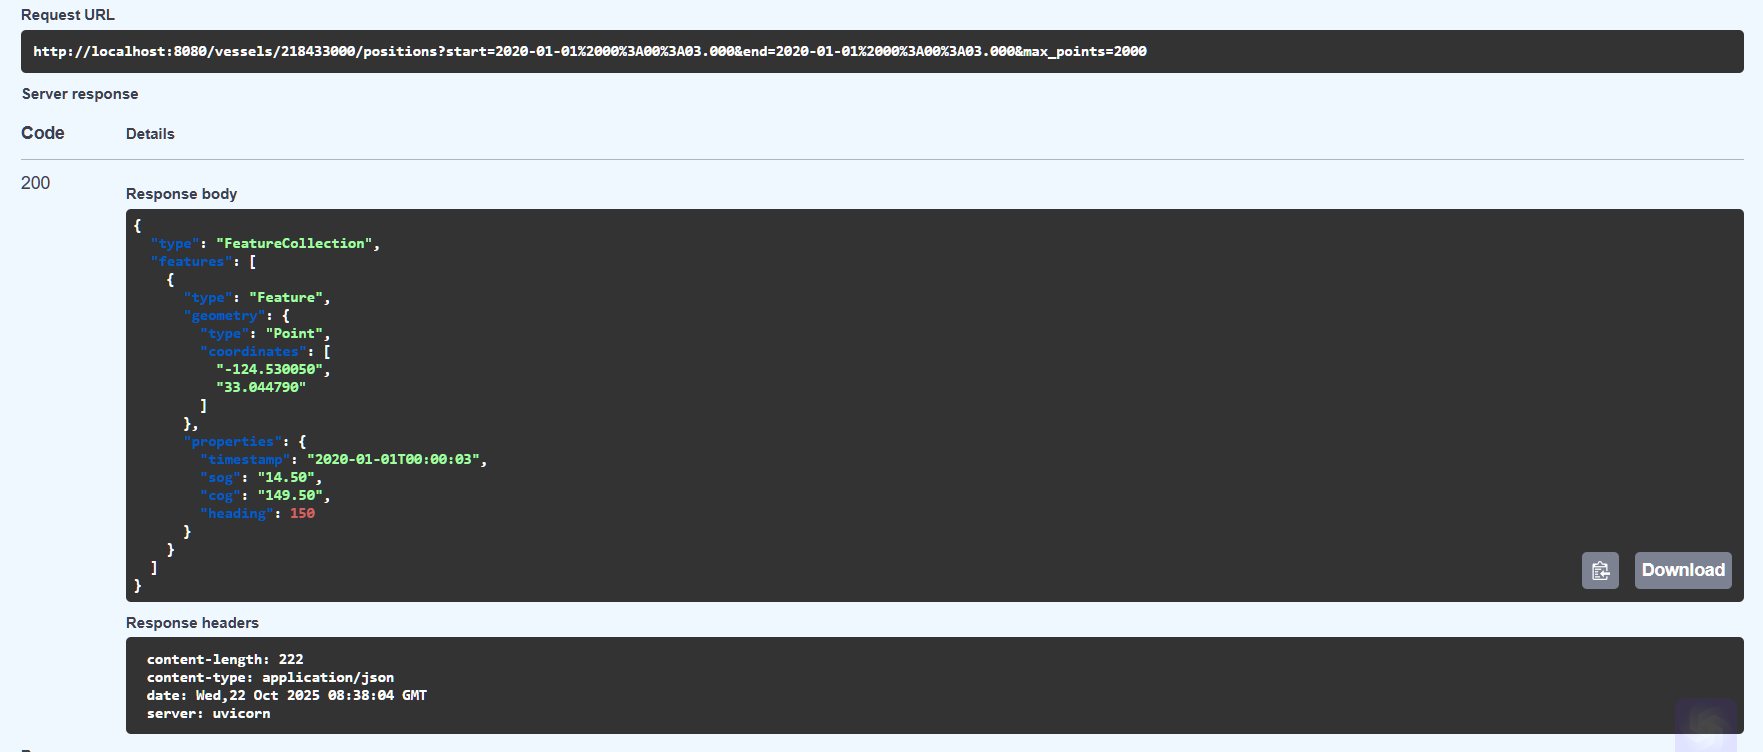 Request URL
http://localhost:8080/vessels/218433000/positions?start=2020-01-01%2000%3A00%3A03.000&end=2020-01-01%2000%3A00%3A03.000&max_points=2000
Server response
Code Details
200
Response body
{
  "type": "FeatureCollection",
  "features": [
    {
      "type": "Feature",
      "geometry": {
        "type": "Point",
        "coordinates": [
          "-124.530050",
          "33.044790"
        ]
      },
      "properties": {
        "timestamp": "2020-01-01T00:00:03",
        "sog": "14.50",
        "cog": "149.50",
        "heading": 150
      }
    }
  ]
}
Download
Response headers
content-length: 222
content-type: application/json
date: Wed,22 Oct 2025 08:38:04 GMT
server: uvicorn